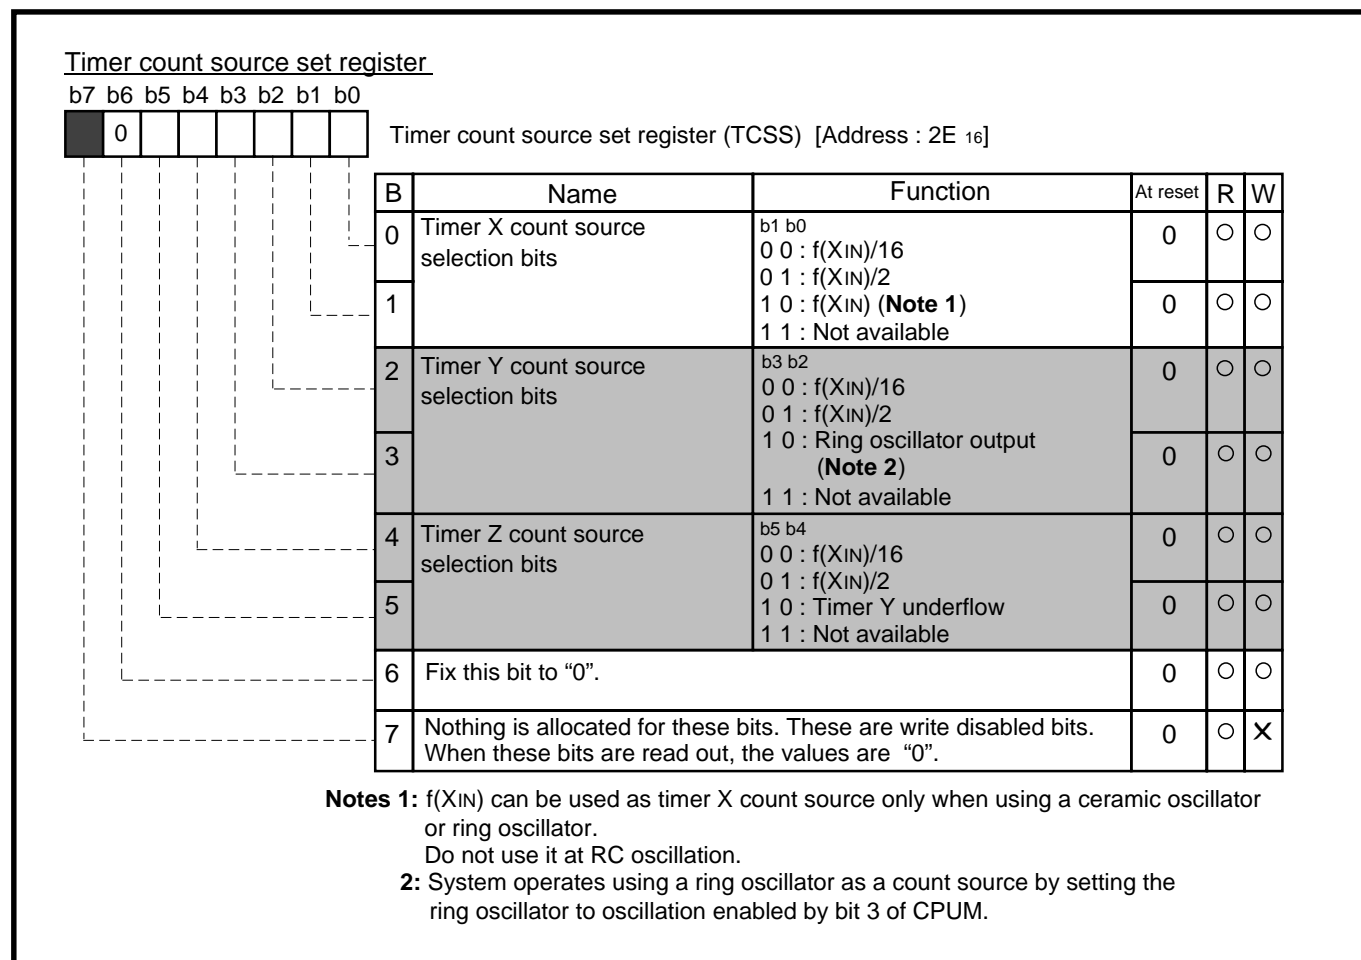 Timer count source set register
b7 b6 b5 b4 b3 b2 b1 b0
0
Timer count source set register (TCSS) [Address : 2E 16]
B Name Function At reset R W
0 Timer X count source selection bits
b1 b0
0 0 : f(XIN)/16
0 1 : f(XIN)/2
1 0 : f(XIN) (Note 1)
1 1 : Not available
0 ○ ○
1 0 ○ ○
2 Timer Y count source selection bits
b3 b2
0 0 : f(XIN)/16
0 1 : f(XIN)/2
1 0 : Ring oscillator output
(Note 2)
1 1 : Not available
0 ○ ○
3 0 ○ ○
4 Timer Z count source selection bits
b5 b4
0 0 : f(XIN)/16
0 1 : f(XIN)/2
1 0 : Timer Y underflow
1 1 : Not available
0 ○ ○
5 0 ○ ○
6 Fix this bit to “0”. 0 ○ ○
7 Nothing is allocated for these bits. These are write disabled bits.
When these bits are read out, the values are “0”. 0 ○ ✕
Notes 1: f(XIN) can be used as timer X count source only when using a ceramic oscillator
or ring oscillator.
Do not use it at RC oscillation.
2: System operates using a ring oscillator as a count source by setting the
ring oscillator to oscillation enabled by bit 3 of CPUM.